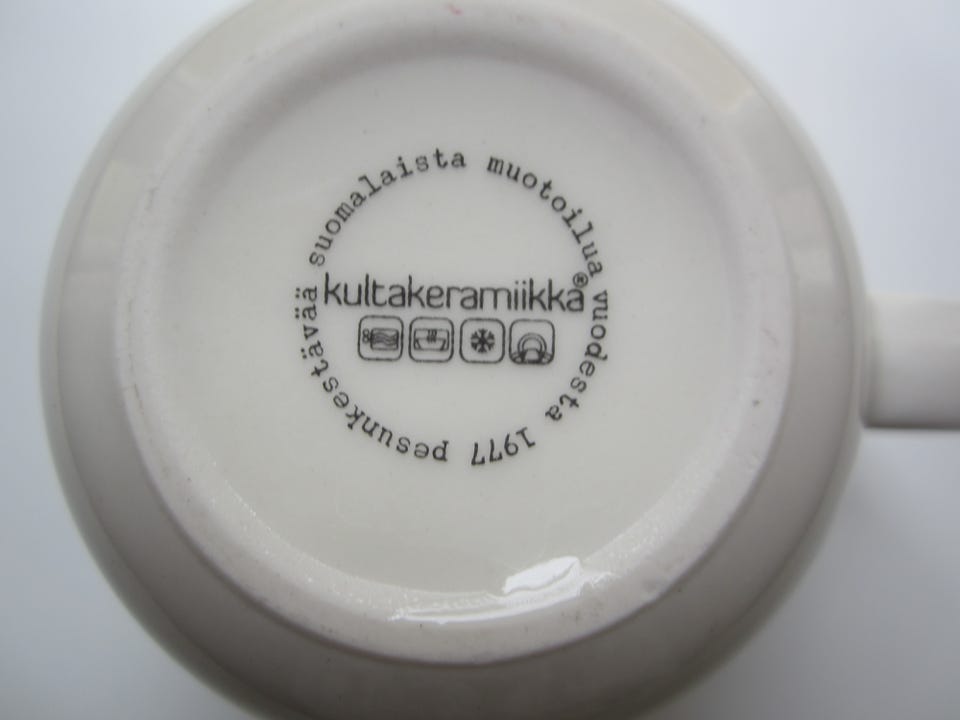 pesunkestävää suomalaista muotoilua vuodesta 1977
kultakeramiikka®